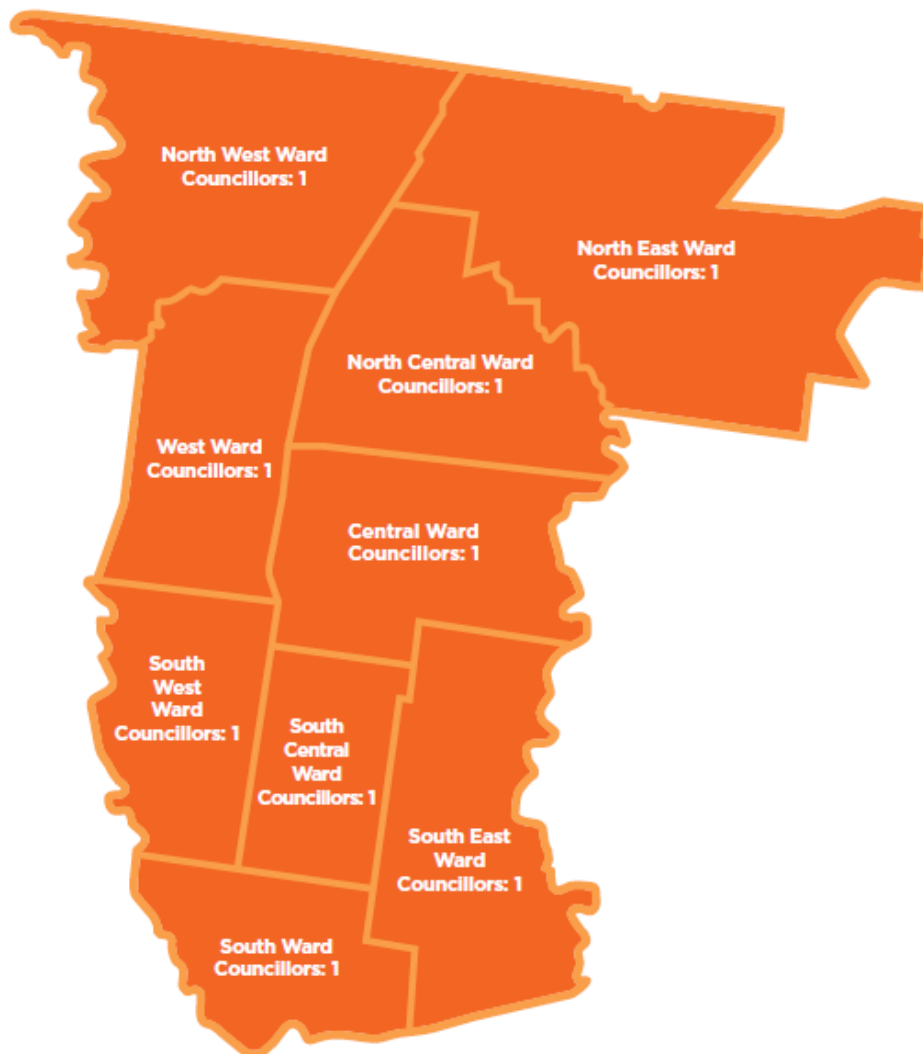 North West Ward
Councillors: 1
North East Ward
Councillors: 1
North Central Ward
Councillors: 1
West Ward
Councillors: 1
Central Ward
Councillors: 1
South
West
Ward
Councillors: 1
South
Central
Ward
Councillors: 1
South East
Ward
Councillors: 1
South Ward
Councillors: 1